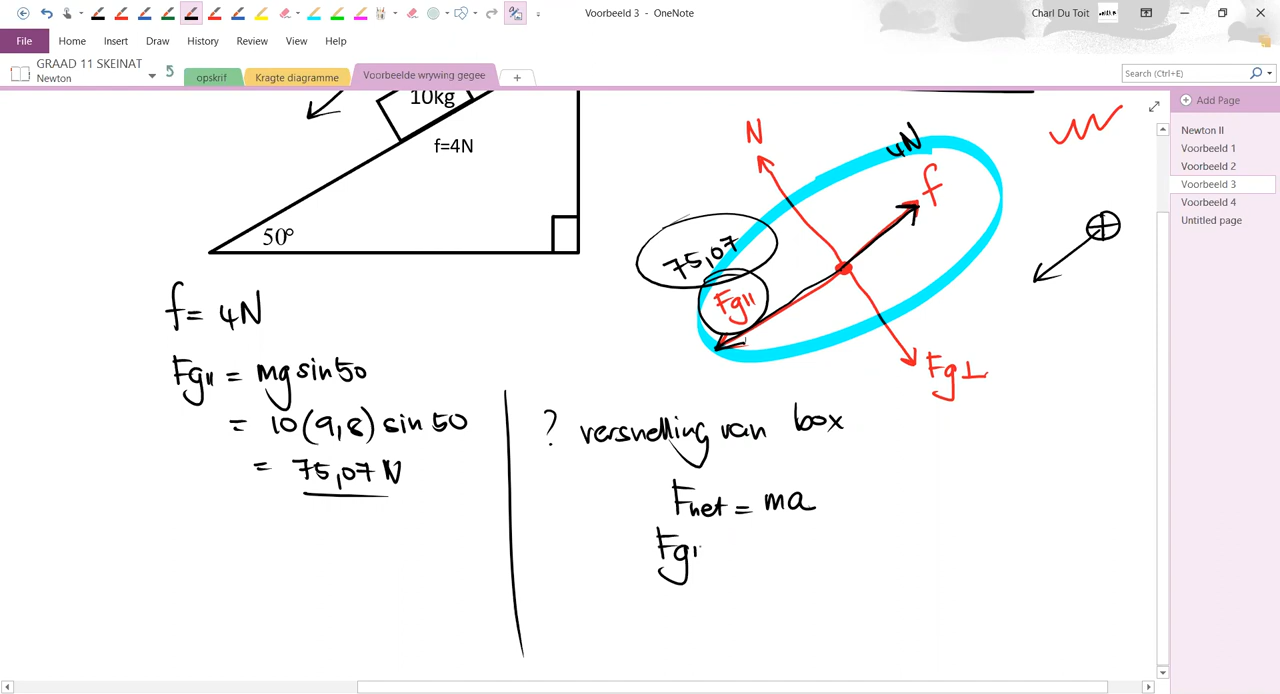 Voorbeeld 3 - OneNote
Charl Du Toit
File Home Insert Draw History Review View Help
GRAAD 11 SKEINAT
Newton
opskrif
Kragte diagramme
Voorbeelde wrywing gegee
Search (Ctrl+E)
Add Page
Newton II
Voorbeeld 1
Voorbeeld 2
Voorbeeld 3
Voorbeeld 4
Untitled page
10kg
f=4N
50°
N
4N
f
75,07
Fg||
Fg⊥
f= 4N
Fg|| = mg sin 50
= 10(9,8) sin 50
= 75,07 N
? versnelling van box
Fnet = ma
Fg|